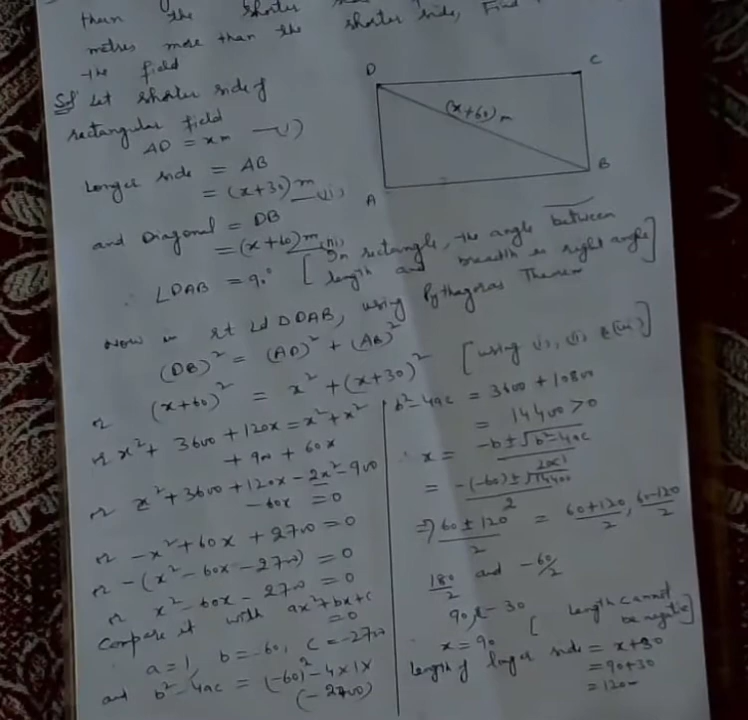 than the shorter
metres more than the shorter side, Find
the field
Sol Let shorter side of
rectangular field
AD = x m —(i)
Longer side = AB
= (x+30) m —(ii)
and Diagonal = DB
= (x+60) m —(iii)
∴ ∠DAB = 90° [In rectangle, the angle between
length and breadth is right angle]
D
C
(x+60) m
A
B
Now in rt ∠d ΔDAB, using Pythagoras Theorem
(DB)² = (AD)² + (AB)²
or (x+60)² = x² + (x+30)² [using (i), (ii) & (iii)]
or x² + 3600 + 120x = x² + x²
+ 900 + 60x
or x² + 3600 + 120x - 2x² - 900
- 60x = 0
or -x² + 60x + 2700 = 0
or -(x² - 60x - 2700) = 0
or x² - 60x - 2700 = 0
Compare it with ax² + bx + c
= 0
a = 1, b = -60, c = -2700
and b² - 4ac = (-60)² - 4×1×
(-2700)
b² - 4ac = 3600 + 10800
= 14400 > 0
∴ x = -b ± √b² - 4ac
2×1
= -(-60) ± √14400
2
⇒ 60 ± 120
2
= 60+120
2
, 60-120
2
180
2
and -60/2
90, -30
x = 90 [Length cannot
be negative]
Length of longer side = x + 30
= 90 + 30
= 120